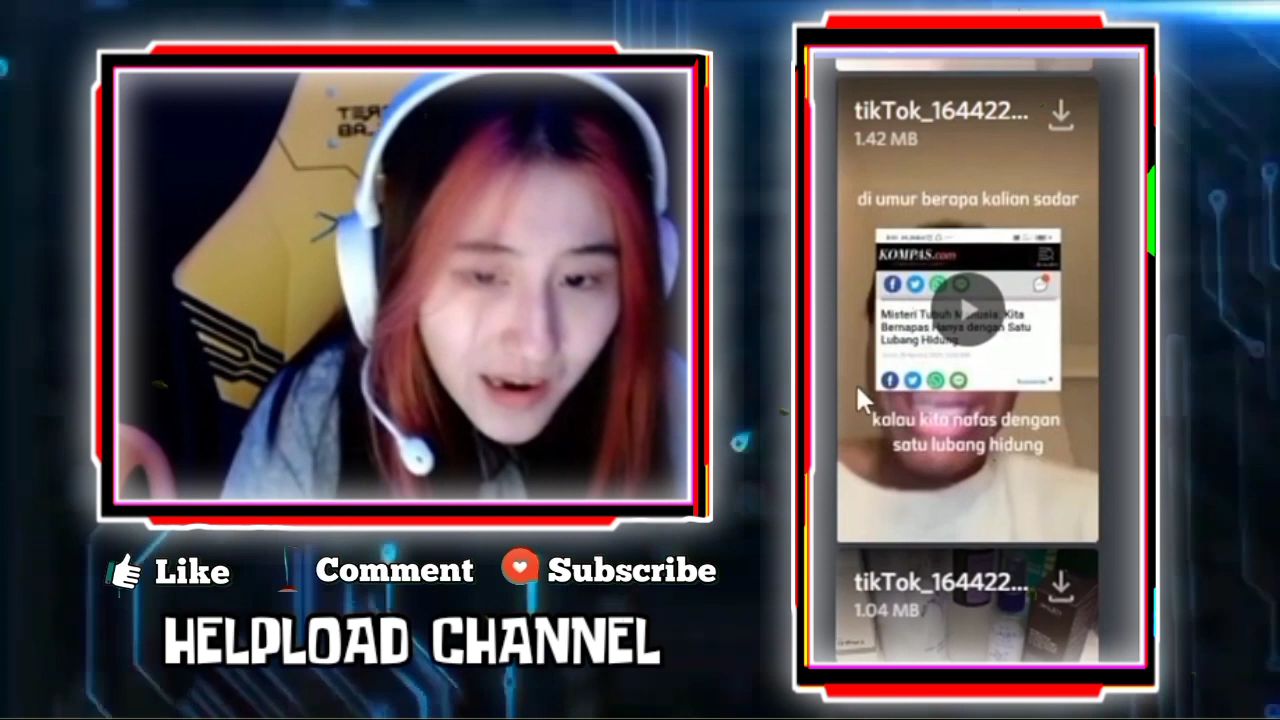 tikTok_164422...
1.42 MB
di umur berapa kalian sadar
KOMPAS.com
Misteri Tubuh Manusia: Kita
Bernapas Hanya dengan Satu
Lubang Hidung
kalau kita nafas dengan
satu lubang hidung
tikTok_164422...
1.04 MB
Like
Comment
Subscribe
HELPLOAD CHANNEL